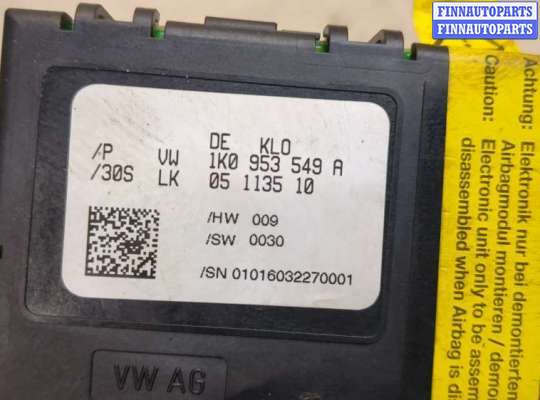 FINNAUTOPARTS
FINNAUTOPARTS
DE KLO
/P VW 1K0 953 549 A
/30S LK 05 1135 10
/HW 009
/SW 0030
/SN 01016032270001
VW AG
Achtung: Elektronik nur bei demontierten
Airbagmodul montieren / demon
Caution: Electronic unit only to be assem
disassembled when Airbag is dis